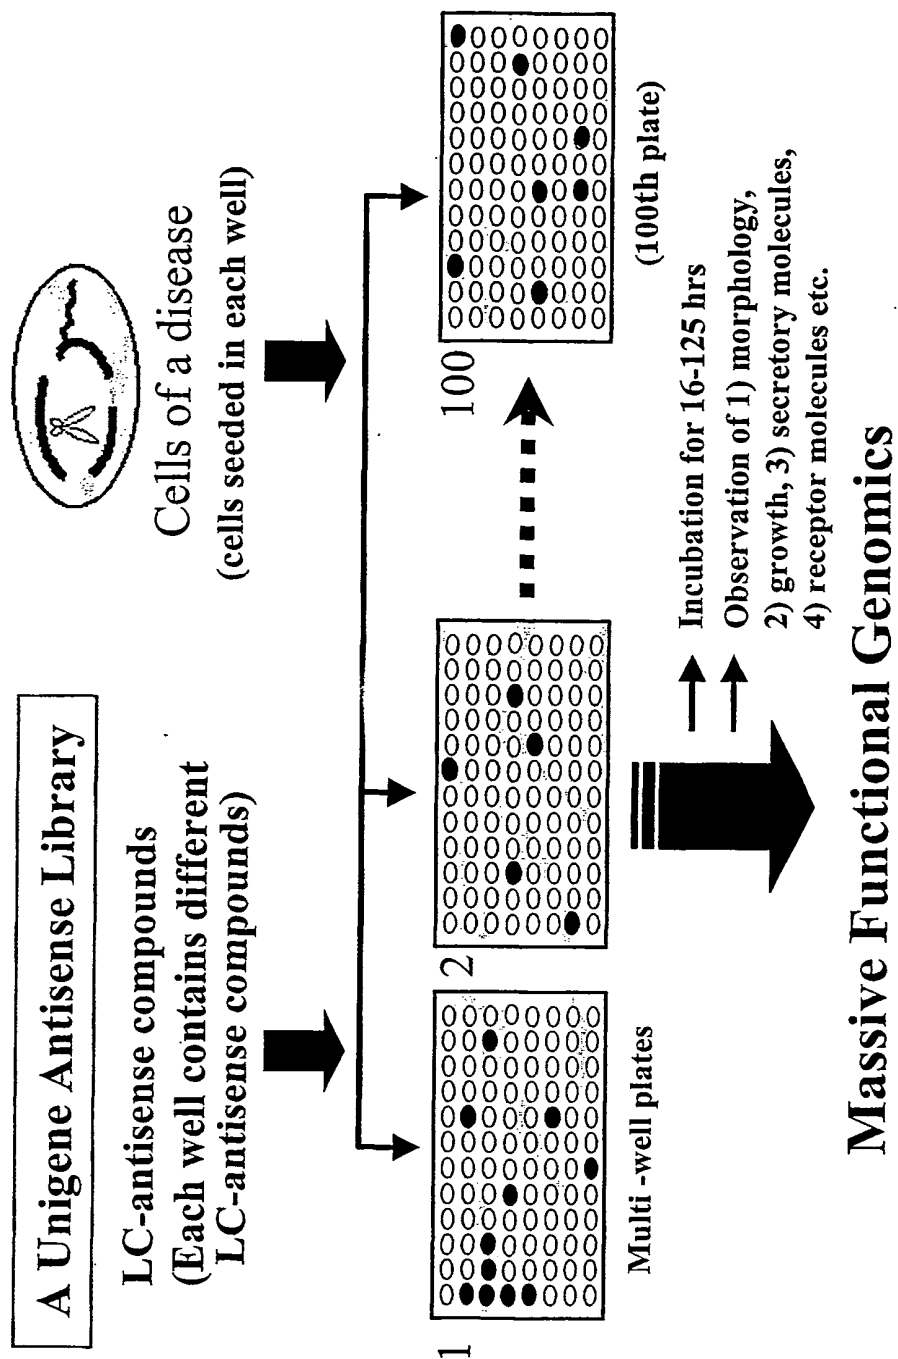 A Unigene Antisense Library
LC-antisense compounds
(Each well contains different
LC-antisense compounds)
Cells of a disease
(cells seeded in each well)
1
2
100
Multi -well plates
(100th plate)
Incubation for 16-125 hrs
Observation of 1) morphology,
2) growth, 3) secretory molecules,
4) receptor molecules etc.
Massive Functional Genomics